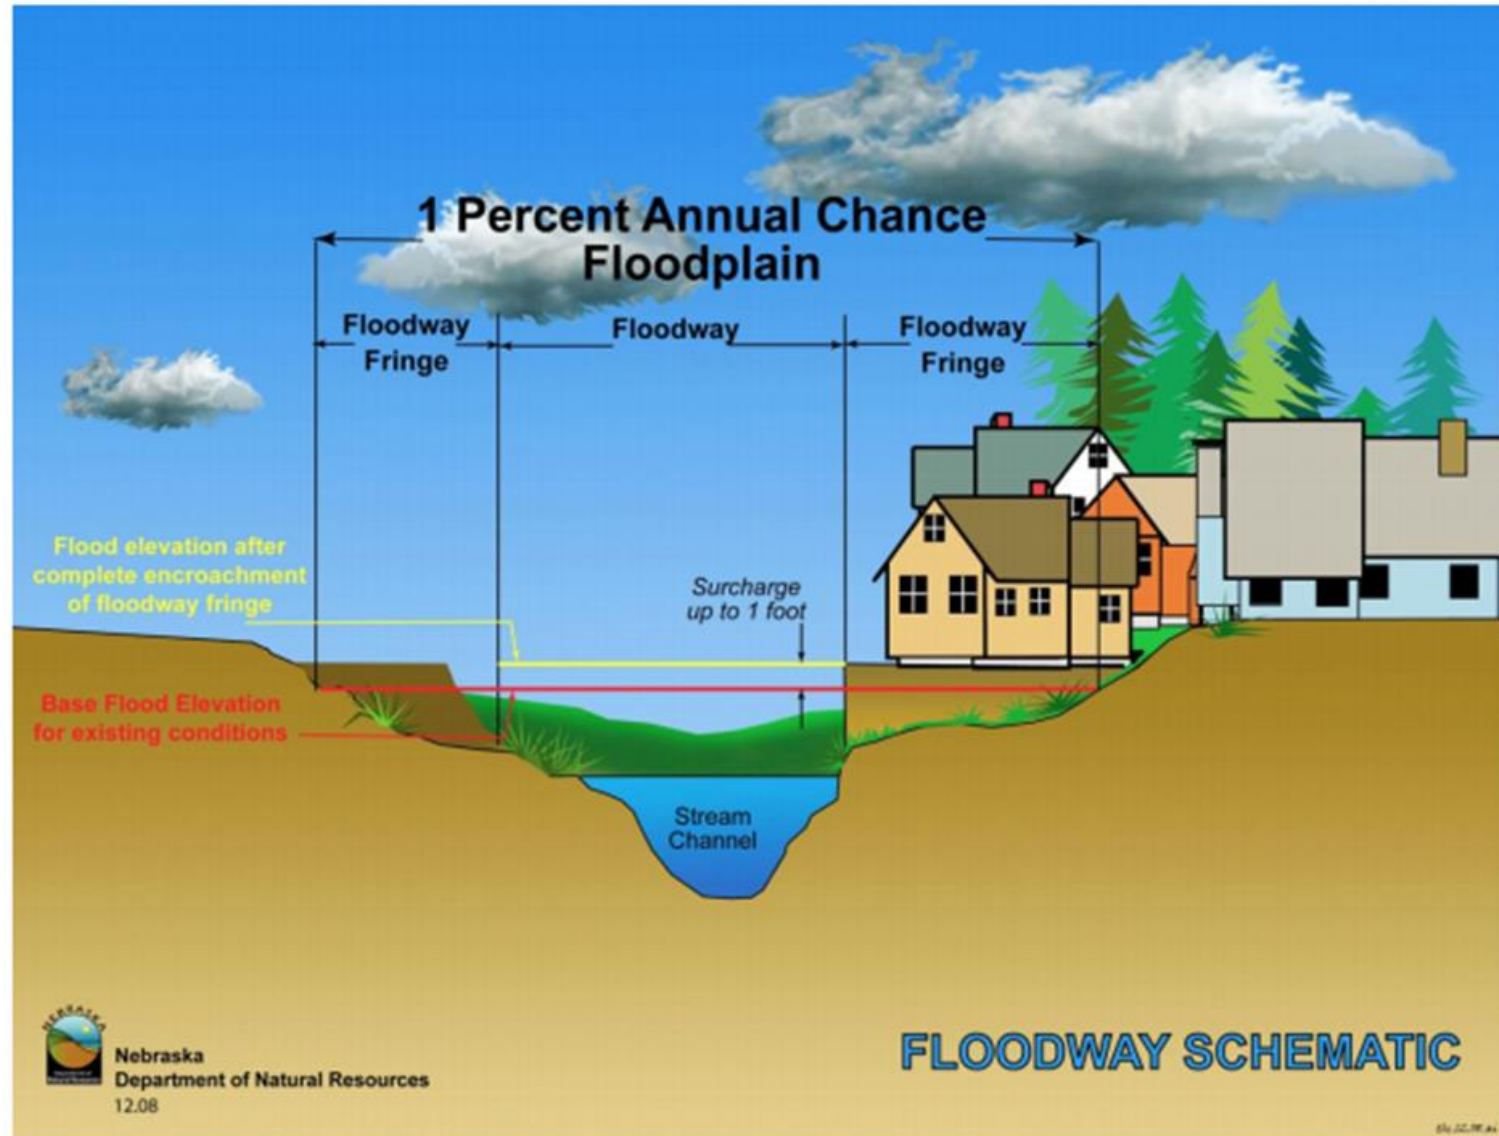 1 Percent Annual Chance
Floodplain
Floodway
Fringe
Floodway
Floodway
Fringe
Flood elevation after
complete encroachment
of floodway fringe
Surcharge
up to 1 foot
Base Flood Elevation
for existing conditions
Stream
Channel
NEBRASKA
Nebraska
Department of Natural Resources
12.08
FLOODWAY SCHEMATIC